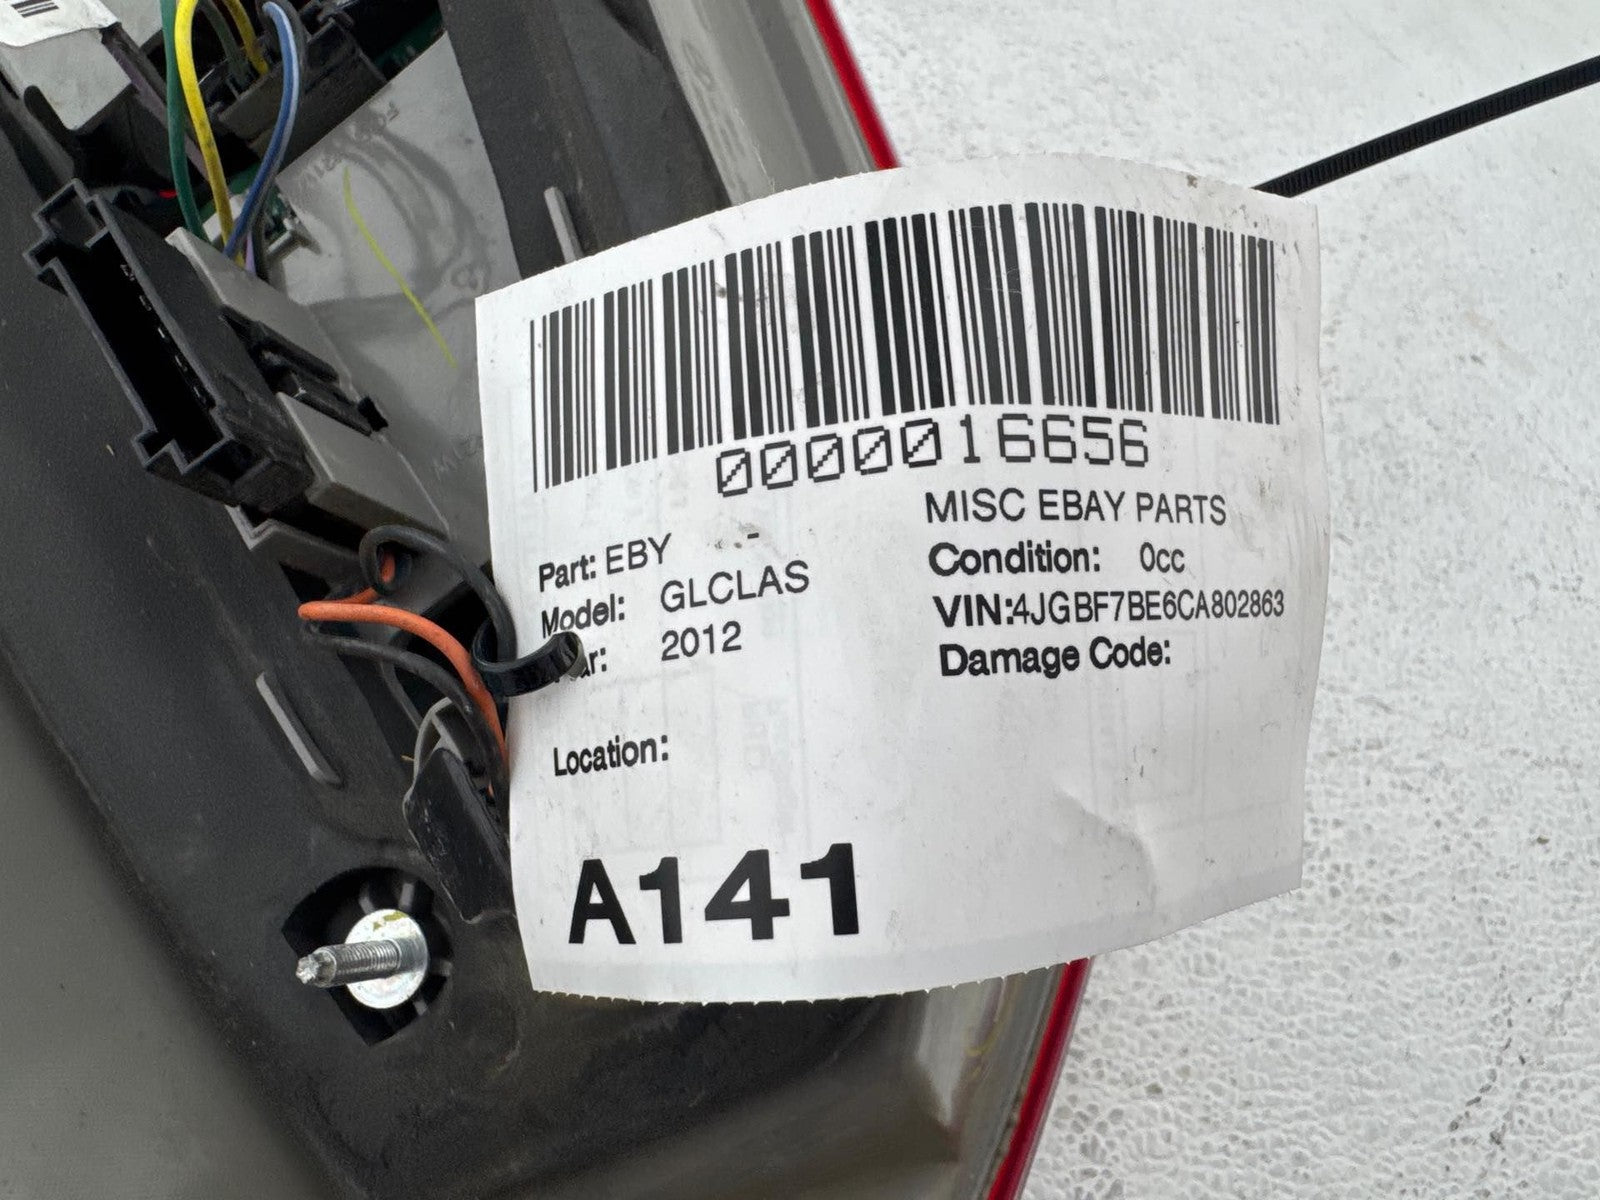 0000016656
MISC EBAY PARTS
Part: EBY -
Condition: 0cc
Model: GLCLAS
VIN:4JGBF7BE6CA802863
2012
Damage Code:
Location:
A141